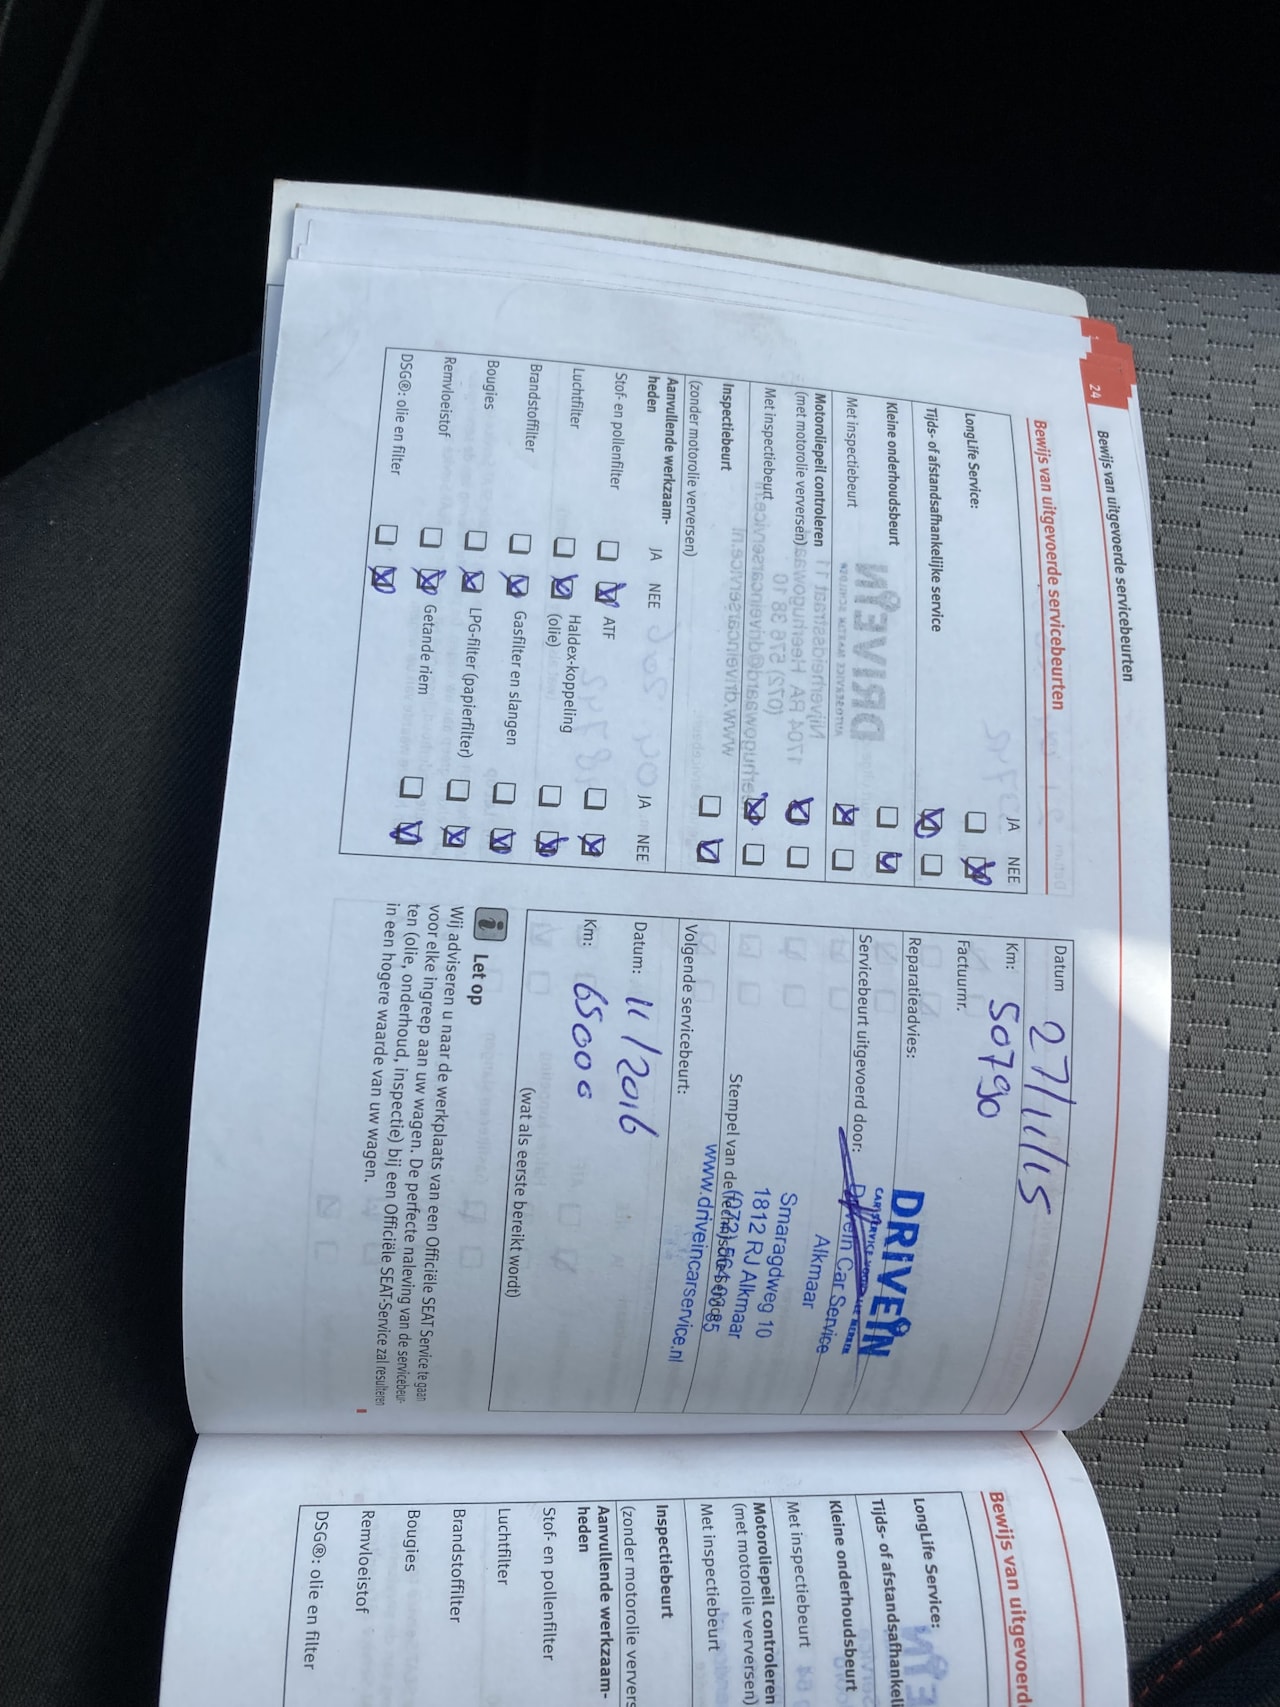 24
Bewijs van uitgevoerde servicebeurten
Bewijs van uitgevoerde servicebeurten
JA NEE
LongLife Service:
Tijds- of afstandsafhankelijke service
Kleine onderhoudsbeurt
Met inspectiebeurt
Motoroliepeil controleren
(met motorolie verversen)
Met inspectiebeurt
Inspectiebeurt
(zonder motorolie verversen)
Aanvullende werkzaam-
heden
JA NEE
JA NEE
Stof- en pollenfilter
ATF
Luchtfilter
Haldex-koppeling
(olie)
Brandstoffilter
Gasfilter en slangen
Bougies
LPG-filter (papierfilter)
Remvloeistof
Getande riem
DSG®: olie en filter
Datum 27/11/15
Km: 50790
Factuurnr.
Reparatieadvies:
DRIVEIN
Servicebeurt uitgevoerd door:
Car Service
Alkmaar
Smaragdweg 10
1812 RJ Alkmaar
Stempel van de technische service
(072)
www.driveincarservice.nl
Volgende servicebeurt:
Datum: 11/2016
Km: 65000
(wat als eerste bereikt wordt)
i Let op
Wij adviseren u naar de werkplaats van een Officiële SEAT Service te gaan
voor elke ingreep aan uw wagen. De perfecte naleving van de servicebeur-
ten (olie, onderhoud, inspectie) bij een Officiële SEAT-Service zal resulteren
in een hogere waarde van uw wagen.
Bewijs van uitgevoerd
LongLife Service:
Tijds- of afstandsafhankeli
Kleine onderhoudsbeurt
Met inspectiebeurt
Motoroliepeil controleren
(met motorolie verversen)
Met inspectiebeurt
Inspectiebeurt
(zonder motorolieververs
Aanvullende werkzaam-
heden
Stof- en pollenfilter
Luchtfilter
Brandstoffilter
Bougies
Remvloeistof
DSG®: olie en filter